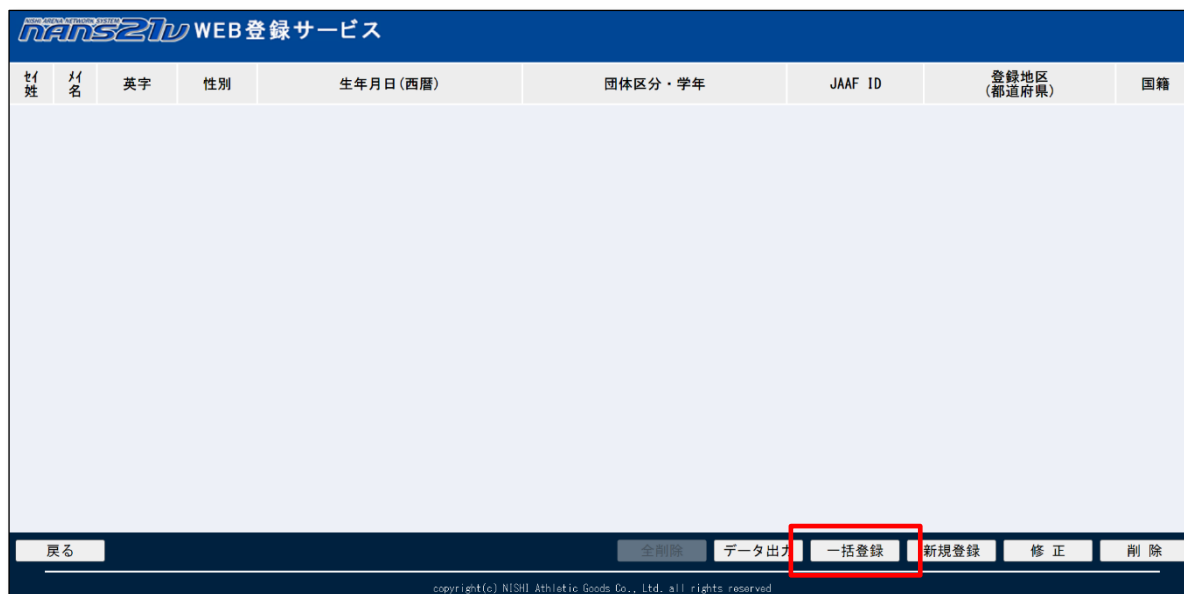 NISHI ARENA NETWORK SYSTEM
nans21v WEB登録サービス
セイ メイ
姓 名 英字 性別 生年月日(西暦) 団体区分・学年 JAAF ID 登録地区 国籍
(都道府県)
戻る 全削除 データ出力 一括登録 新規登録 修 正 削 除
copyright(c) NISHI Athletic Goods Co., Ltd. all rights reserved